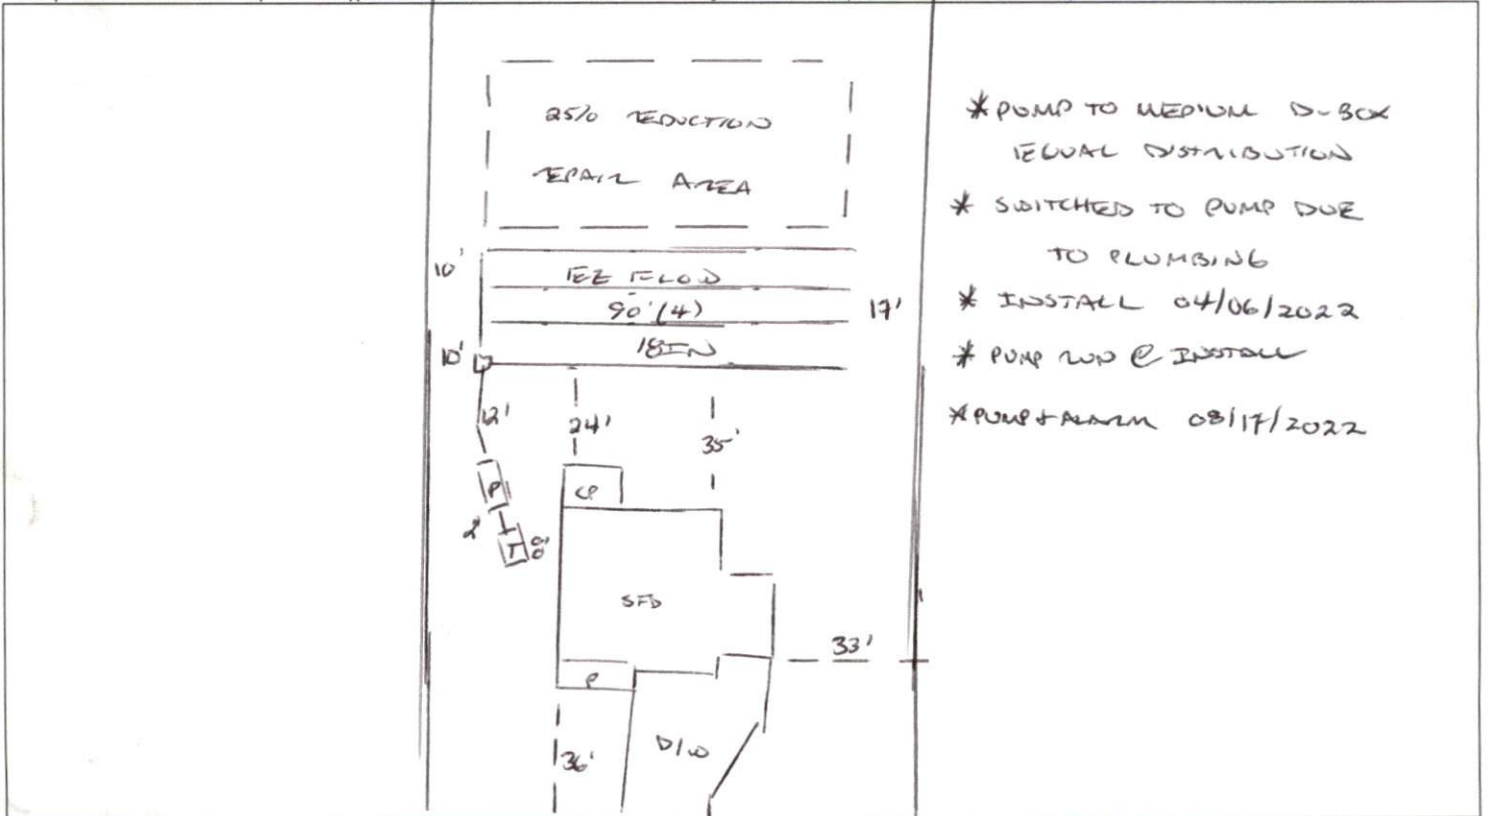 25% REDUCTION
REPAIR AREA
10'
EZ FLOW
90'(4)
17'
18IN
10'
12'
24'
35'
P
CP
2'
T
8'
SFD
33'
P
D/W
36'
* PUMP TO MEDIUM D-BOX
EQUAL DISTRIBUTION
* SWITCHED TO PUMP DUE
TO PLUMBING
* INSTALL 04/06/2022
* PUMP RUN @ INSTALL
* PUMP + ALARM 08/17/2022